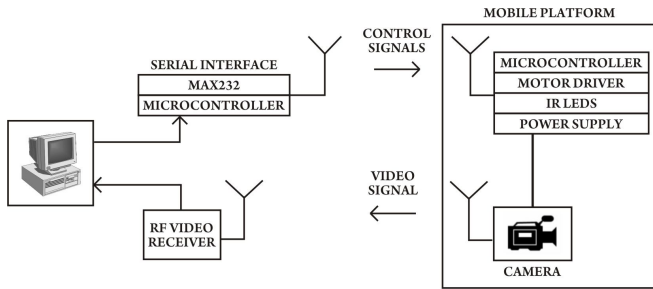 SERIAL INTERFACE
MAX232
MICROCONTROLLER
CONTROL
SIGNALS
MOBILE PLATFORM
MICROCONTROLLER
MOTOR DRIVER
IR LEDS
POWER SUPPLY
RF VIDEO
RECEIVER
VIDEO
SIGNAL
CAMERA